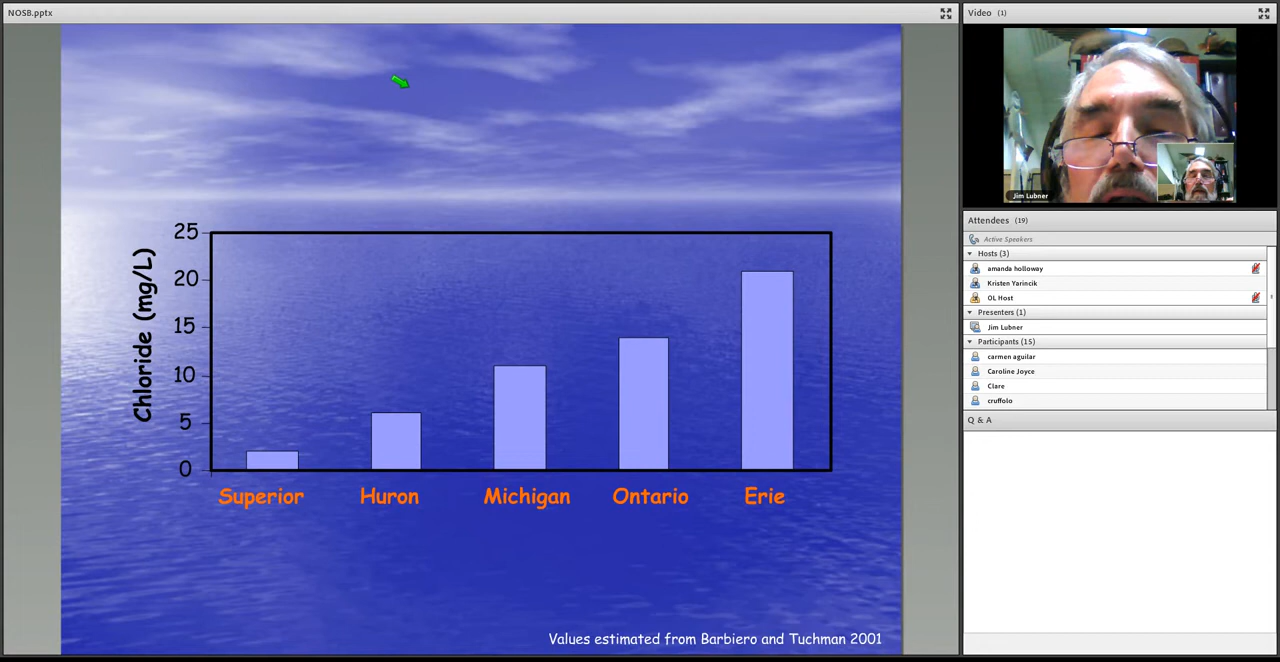 NOSB.pptx
Chloride (mg/L)
25
20
15
10
5
0
Superior Huron Michigan Ontario Erie
Values estimated from Barbiero and Tuchman 2001
Video (1)
Jim Lubner
Attendees (19)
Active Speakers
Hosts (3)
amanda holloway
Kristen Yarincik
OL Host
Presenters (1)
Jim Lubner
Participants (15)
carmen aguilar
Caroline Joyce
Clare
cruffolo
Q & A